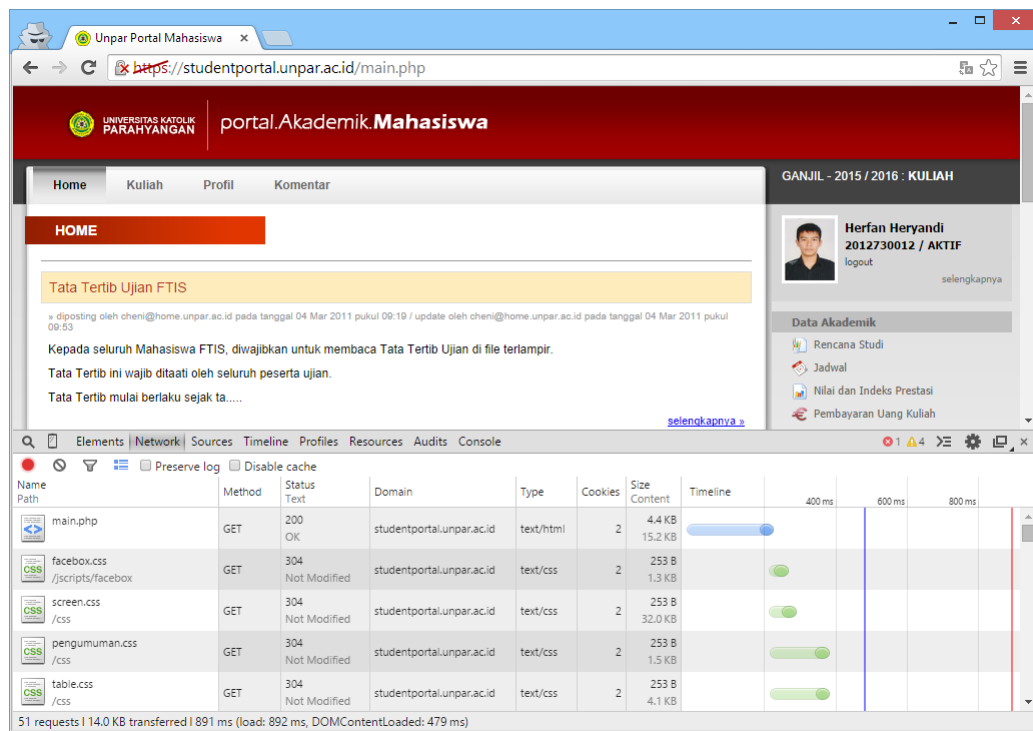 Unpar Portal Mahasiswa ×
https://studentportal.unpar.ac.id/main.php
UNIVERSITAS KATOLIK
PARAHYANGAN
portal.Akademik.Mahasiswa
Home Kuliah Profil Komentar
GANJIL - 2015 / 2016 : KULIAH
HOME
Herfan Heryandi
2012730012 / AKTIF
logout
selengkapnya
Tata Tertib Ujian FTIS
» diposting oleh cheni@home.unpar.ac.id pada tanggal 04 Mar 2011 pukul 09:19 / update oleh cheni@home.unpar.ac.id pada tanggal 04 Mar 2011 pukul
09:53
Kepada seluruh Mahasiswa FTIS, diwajibkan untuk membaca Tata Tertib Ujian di file terlampir.
Tata Tertib ini wajib ditaati oleh seluruh peserta ujian.
Tata Tertib mulai berlaku sejak ta.....
selengkapnya »
Data Akademik
Rencana Studi
Jadwal
Nilai dan Indeks Prestasi
Pembayaran Uang Kuliah
Elements Network Sources Timeline Profiles Resources Audits Console 1 4
Preserve log Disable cache
Name Method Status Domain Type Cookies Size Timeline
Path Text Content 400 ms 600 ms 800 ms
main.php GET 200 studentportal.unpar.ac.id text/html 2 4.4 KB
OK 15.2 KB
facebox.css GET 304 studentportal.unpar.ac.id text/css 2 253 B
/jscripts/facebox Not Modified 1.3 KB
screen.css GET 304 studentportal.unpar.ac.id text/css 2 253 B
/css Not Modified 32.0 KB
pengumuman.css GET 304 studentportal.unpar.ac.id text/css 2 253 B
/css Not Modified 1.5 KB
table.css GET 304 studentportal.unpar.ac.id text/css 2 253 B
/css Not Modified 4.1 KB
51 requests | 14.0 KB transferred | 891 ms (load: 892 ms, DOMContentLoaded: 479 ms)